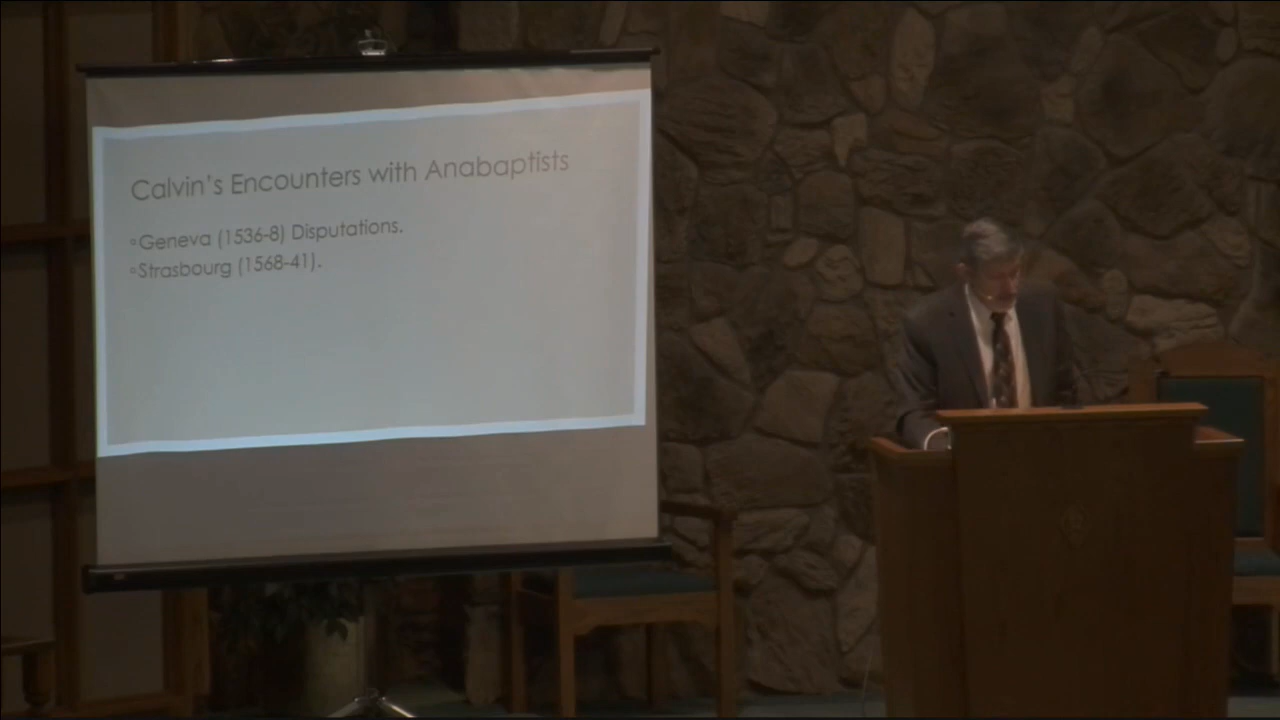 Calvin's Encounters with Anabaptists
▫Geneva (1536-8) Disputations.
▫Strasbourg (1568-41).